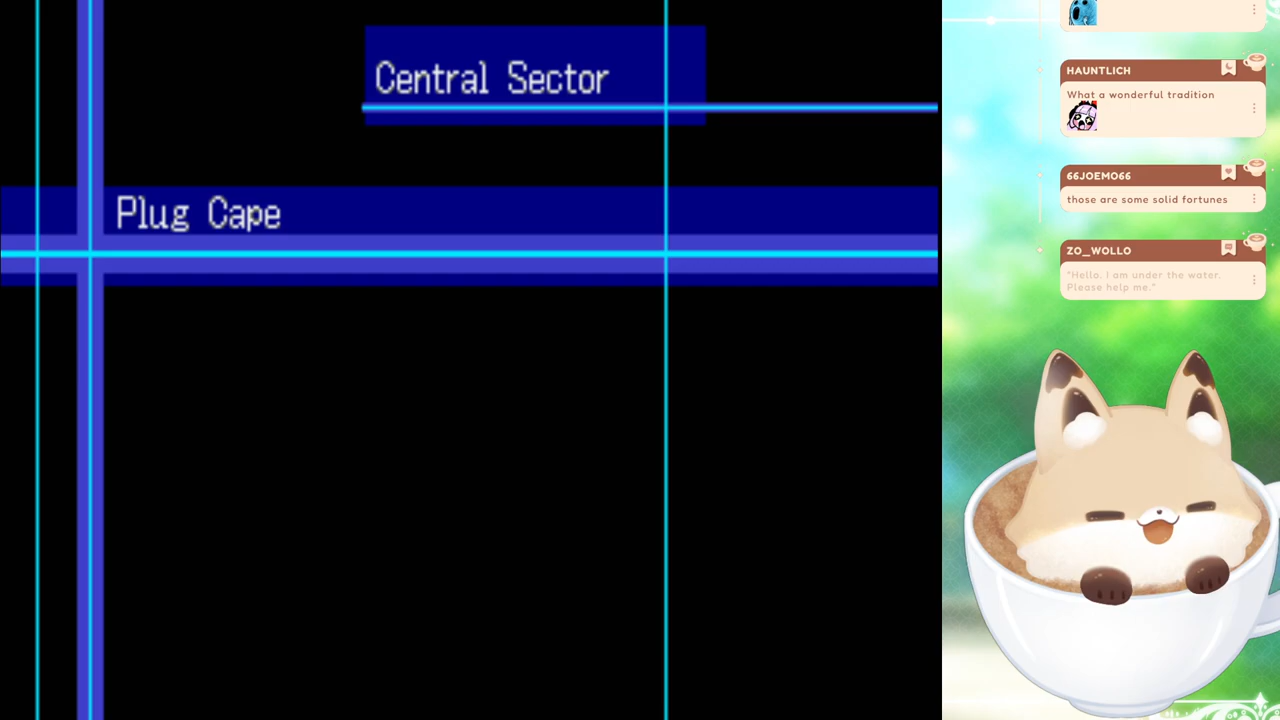 Central Sector
Plug Cape
HAUNTLICH
What a wonderful tradition
66JOEMO66
those are some solid fortunes
ZO_WOLLO
"Hello. I am under the water.
Please help me."